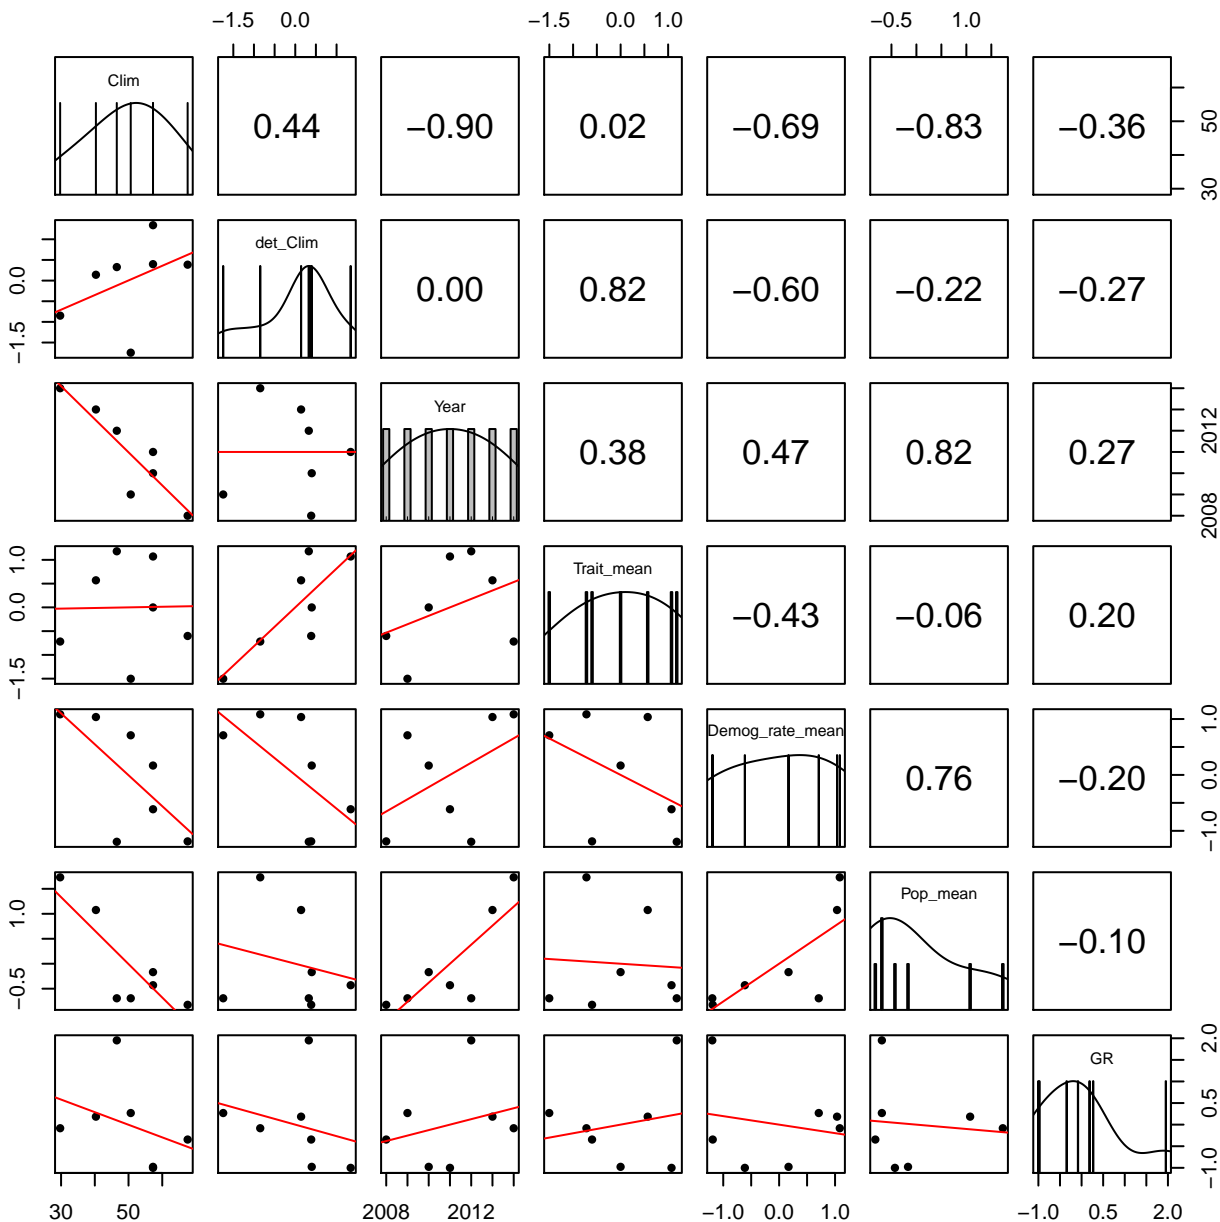 −1.5 0.0 −1.5 0.0 1.0 −0.5 1.0
Clim 0.44 −0.90 0.02 −0.69 −0.83 −0.36 30 50
−1.5 0.0 det_Clim 0.00 0.82 −0.60 −0.22 −0.27
Year 0.38 0.47 0.82 0.27 2008 2012
−1.5 0.0 1.0 Trait_mean −0.43 −0.06 0.20
Demog_rate_mean 0.76 −0.20 −1.0 0.0 1.0
−0.5 1.0 Pop_mean −0.10
GR −1.0 0.5 2.0
30 50 2008 2012 −1.0 0.0 1.0 −1.0 0.5 2.0